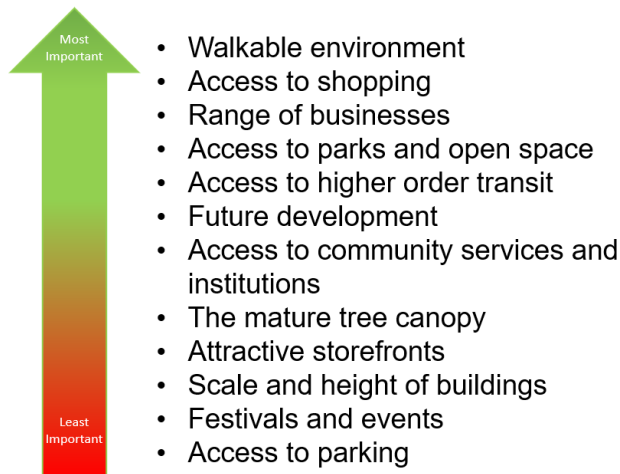 Most
Important
• Walkable environment
• Access to shopping
• Range of businesses
• Access to parks and open space
• Access to higher order transit
• Future development
• Access to community services and
institutions
• The mature tree canopy
• Attractive storefronts
• Scale and height of buildings
• Festivals and events
• Access to parking
Least
Important